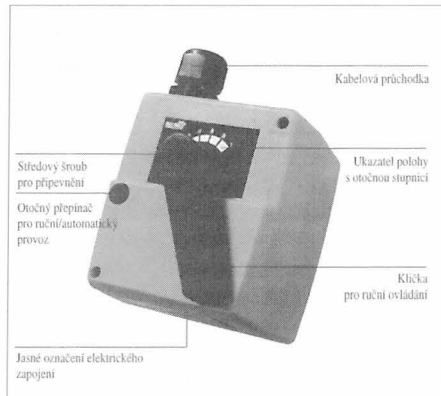 Kabelová průchodka
Středový šroub
pro připevnění
Ukazatel polohy
s otočnou stupnicí
Otočný přepínač
pro ruční/automatický
provoz
Klička
pro ruční ovládání
Jasné označení elektrického
zapojení